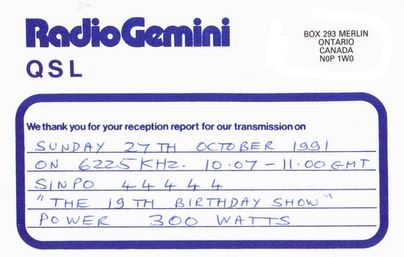 RadioGemini
QSL
BOX 293 MERLIN
ONTARIO
CANADA
N0P 1W0
We thank you for your reception report for our transmission on
SUNDAY 27TH OCTOBER 1991
ON 6225 KHZ. 10.07 - 11.00 GMT
SINPO 44444
"THE 19TH BIRTHDAY SHOW"
POWER 300 WATTS